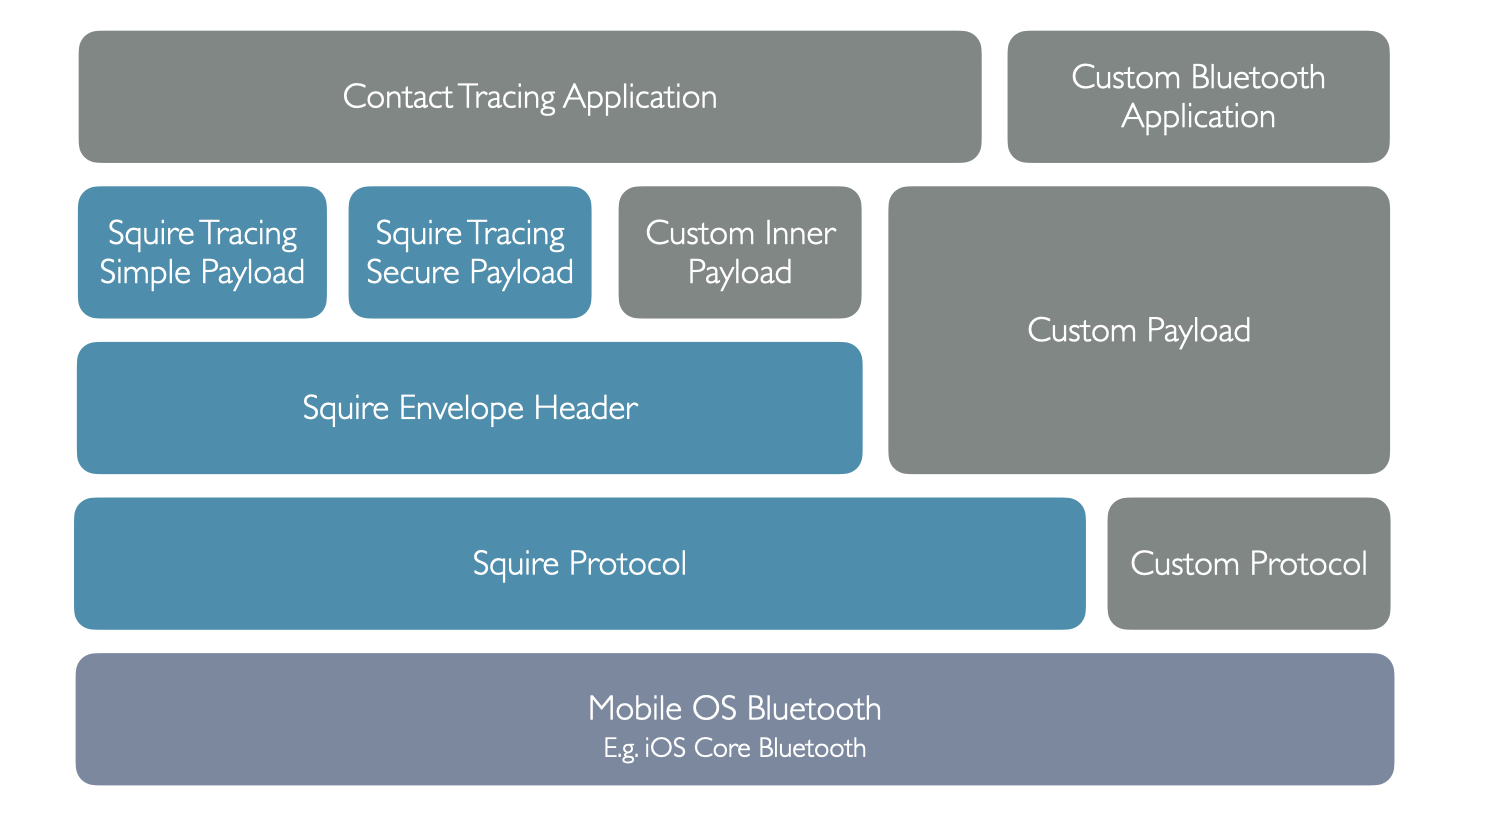 Contact Tracing Application
Custom Bluetooth
Application
Squire Tracing
Simple Payload
Squire Tracing
Secure Payload
Custom Inner
Payload
Custom Payload
Squire Envelope Header
Squire Protocol
Custom Protocol
Mobile OS Bluetooth
E.g. iOS Core Bluetooth